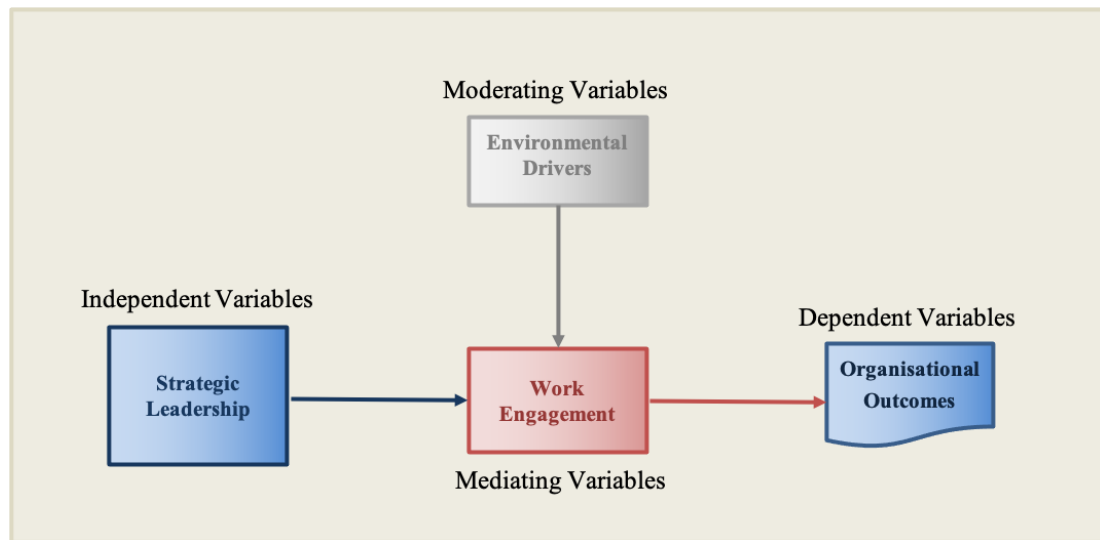 Moderating Variables
Environmental
Drivers
Independent Variables
Strategic
Leadership
Work
Engagement
Mediating Variables
Dependent Variables
Organisational
Outcomes